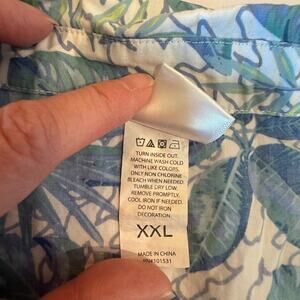 TURN INSIDE OUT.
MACHINE WASH COLD
WITH LIKE COLORS.
ONLY NON CHLORINE
BLEACH WHEN NEEDED.
TUMBLE DRY LOW.
REMOVE PROMPTLY.
COOL IRON IF NEEDED.
DO NOT IRON
DECORATION.
XXL
MADE IN CHINA